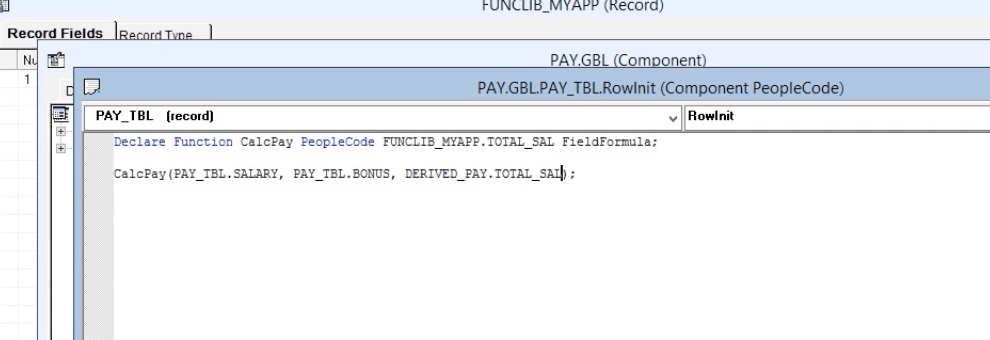 FUNCLIB_MYAPP (Record)
Record Fields Record Type
Nu PAY.GBL (Component)
1 PAY.GBL.PAY_TBL.RowInit (Component PeopleCode)
PAY_TBL (record) RowInit
Declare Function CalcPay PeopleCode FUNCLIB_MYAPP.TOTAL_SAL FieldFormula;
CalcPay(PAY_TBL.SALARY, PAY_TBL.BONUS, DERIVED_PAY.TOTAL_SAL);